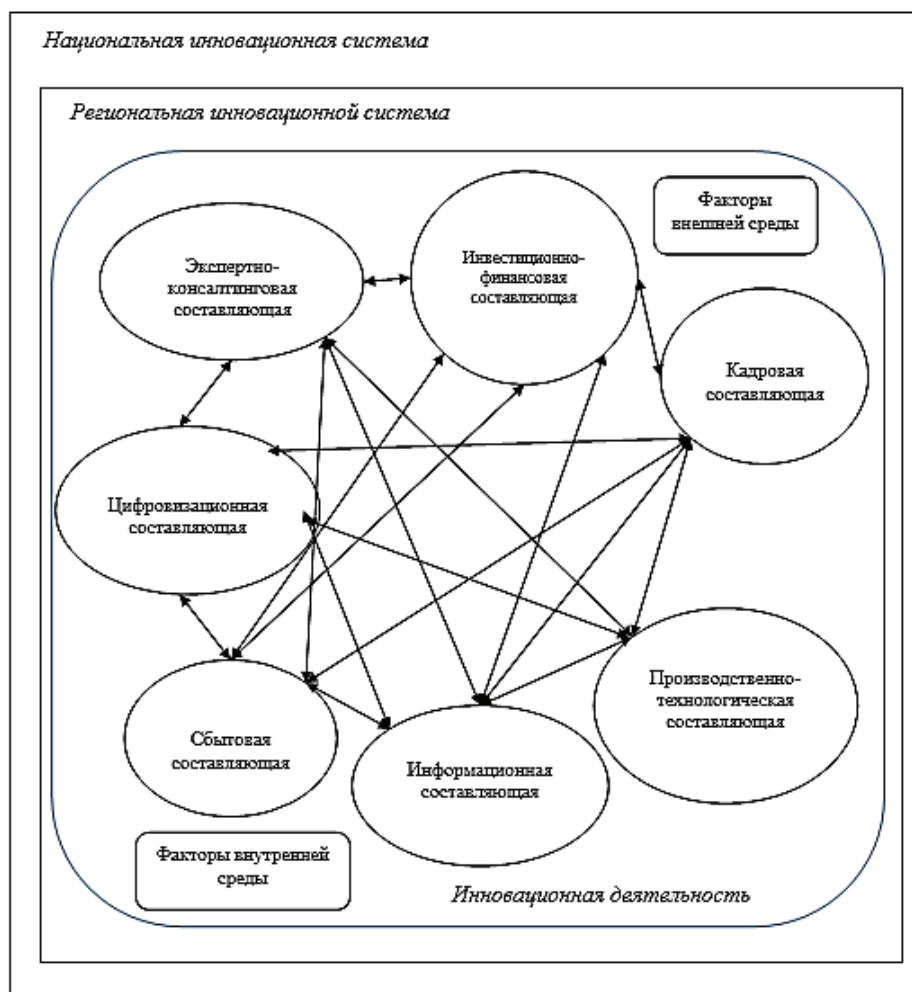 Национальная инновационная система
Региональная инновационной система
Факторы
внешней среды
Экспертно-
консалтинговая
составляющая
Инвестиционно-
финансовая
составляющая
Кадровая
составляющая
Цифровизационная
составляющая
Производственно-
технологическая
составляющая
Сбытовая
составляющая
Информационная
составляющая
Факторы внутренней
среды
Инновационная деятельность